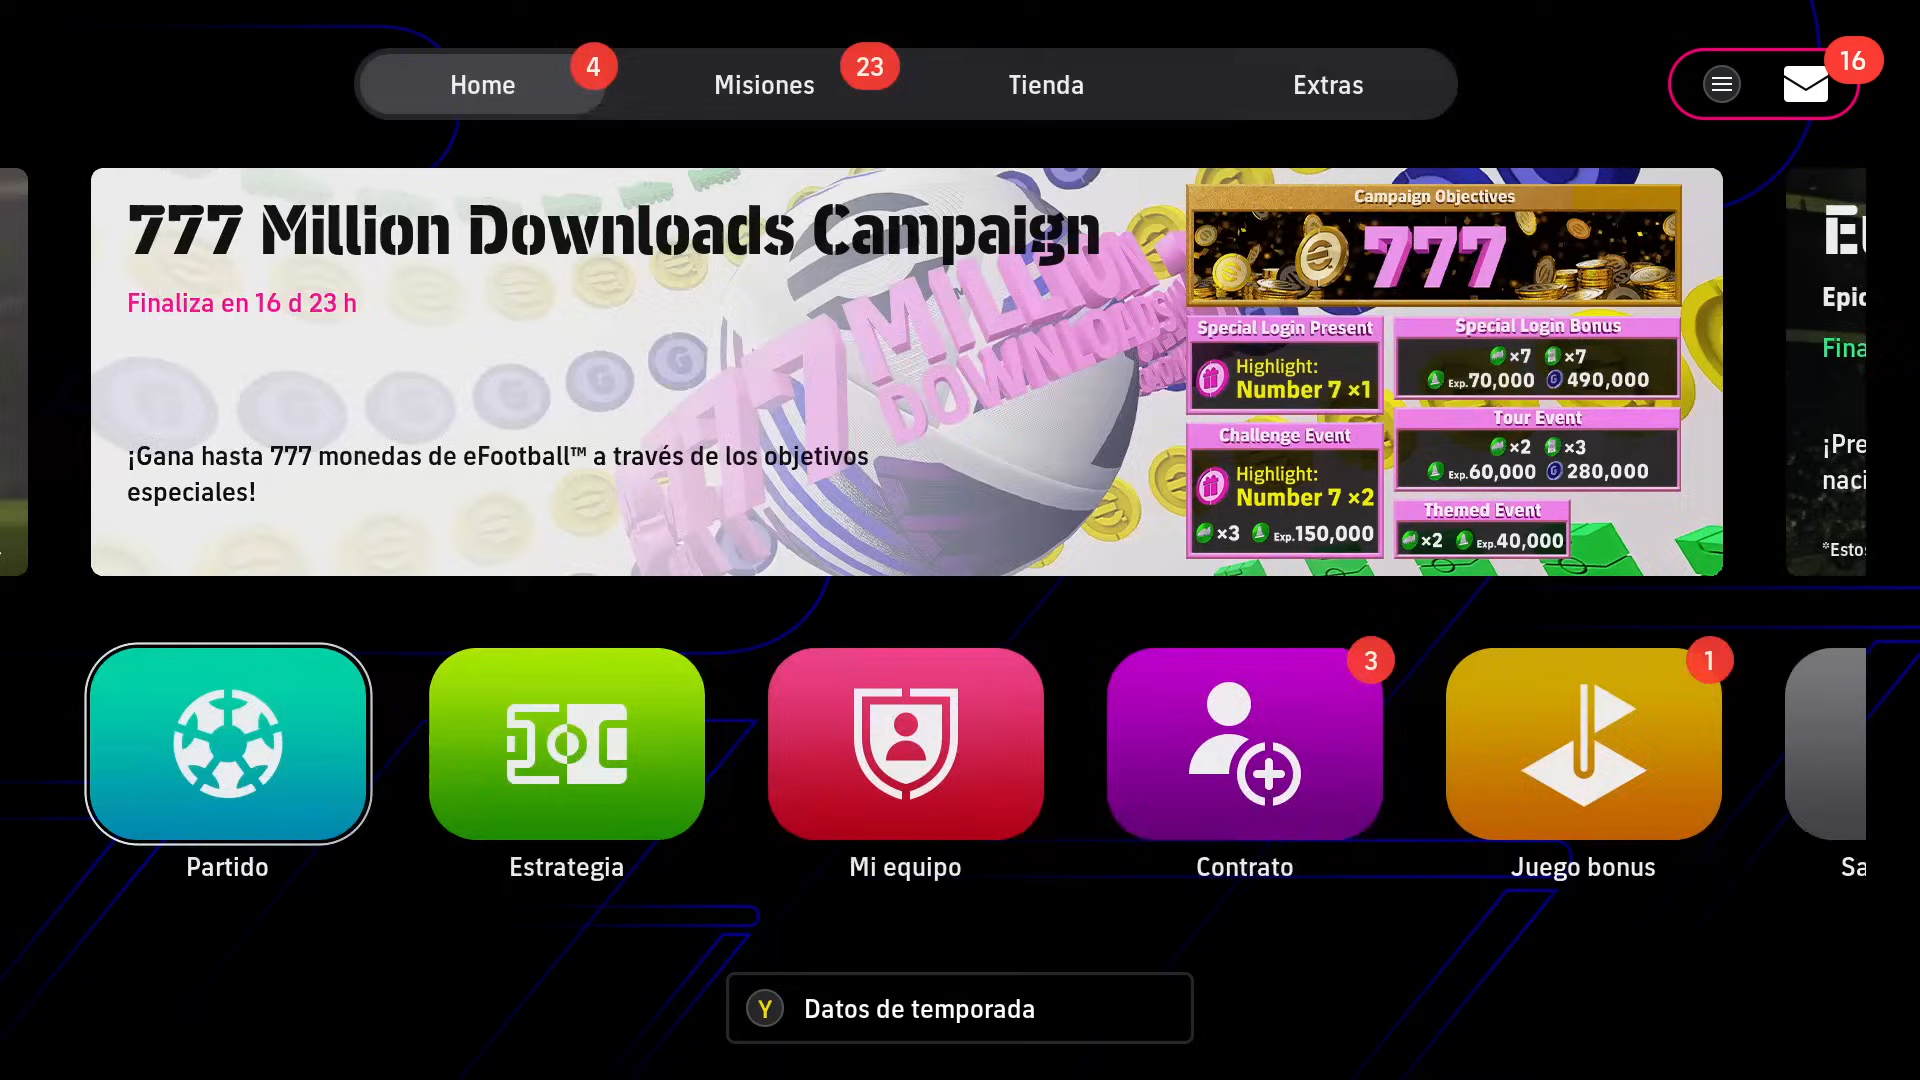 Home
4
Misiones
23
Tienda
Extras
16
777 Million Downloads Campaign
Finaliza en 16 d 23 h
¡Gana hasta 777 monedas de eFootball™ a través de los objetivos
especiales!
777
MILLION
DOWNLOADS
Campaign Objectives
777
Special Login Present
Highlight:
Number 7 ×1
Special Login Bonus
×7 ×7
Exp.70,000 G 490,000
Challenge Event
Highlight:
Number 7 ×2
×3 Exp.150,000
Tour Event
×2 ×3
Exp.60,000 G 280,000
Themed Event
×2 Exp.40,000
Epic
Fina
¡Pre
naci
*Estos
Partido
Estrategia
Mi equipo
3
Contrato
1
Juego bonus
Sa
Y Datos de temporada